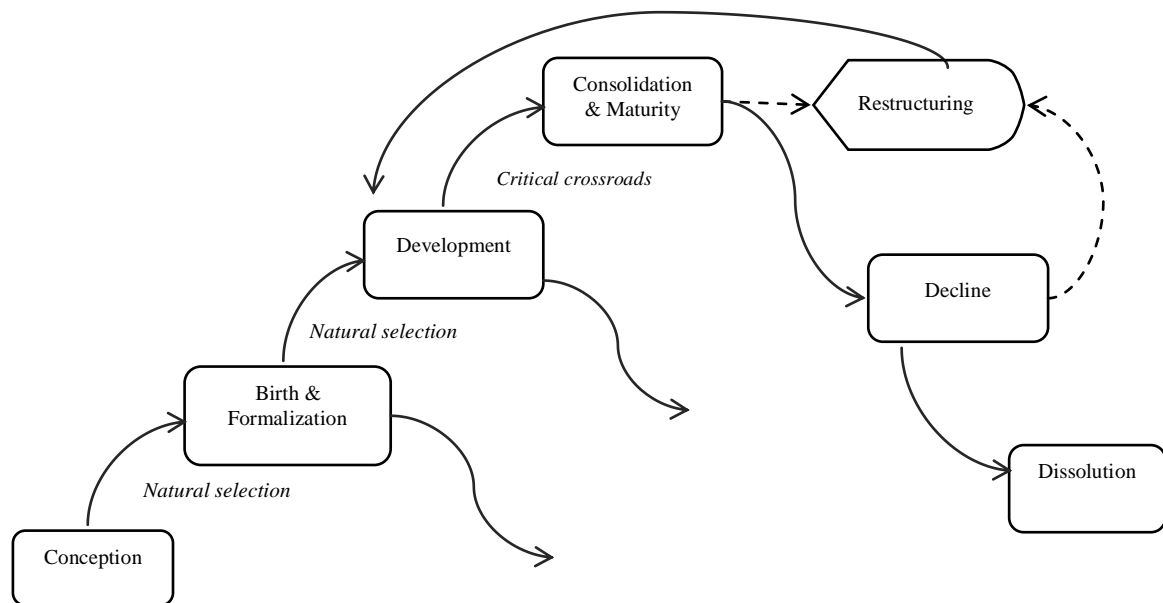 Consolidation
& Maturity
Restructuring
Critical crossroads
Development
Decline
Natural selection
Birth &
Formalization
Dissolution
Natural selection
Conception